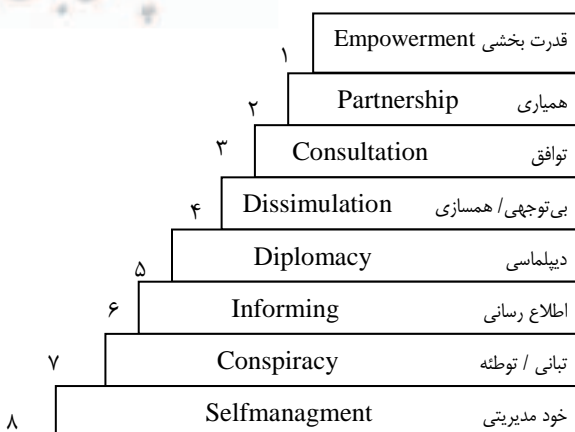 ۱ Empowerment قدرت بخشی
۲ Partnership همیاری
۳ Consultation توافق
۴ Dissimulation بی‌توجهی/ همسازی
۵ Diplomacy دیپلماسی
۶ Informing اطلاع رسانی
۷ Conspiracy تبانی / توطئه
۸ Selfmanagment خود مدیریتی